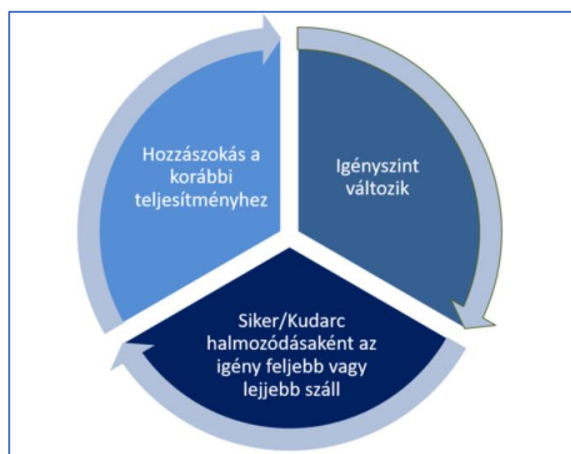 Hozzászokás a
korábbi
teljesítményhez
Igényszint
változik
Siker/Kudarc
halmozódásaként az
igény feljebb vagy
lejjebb száll